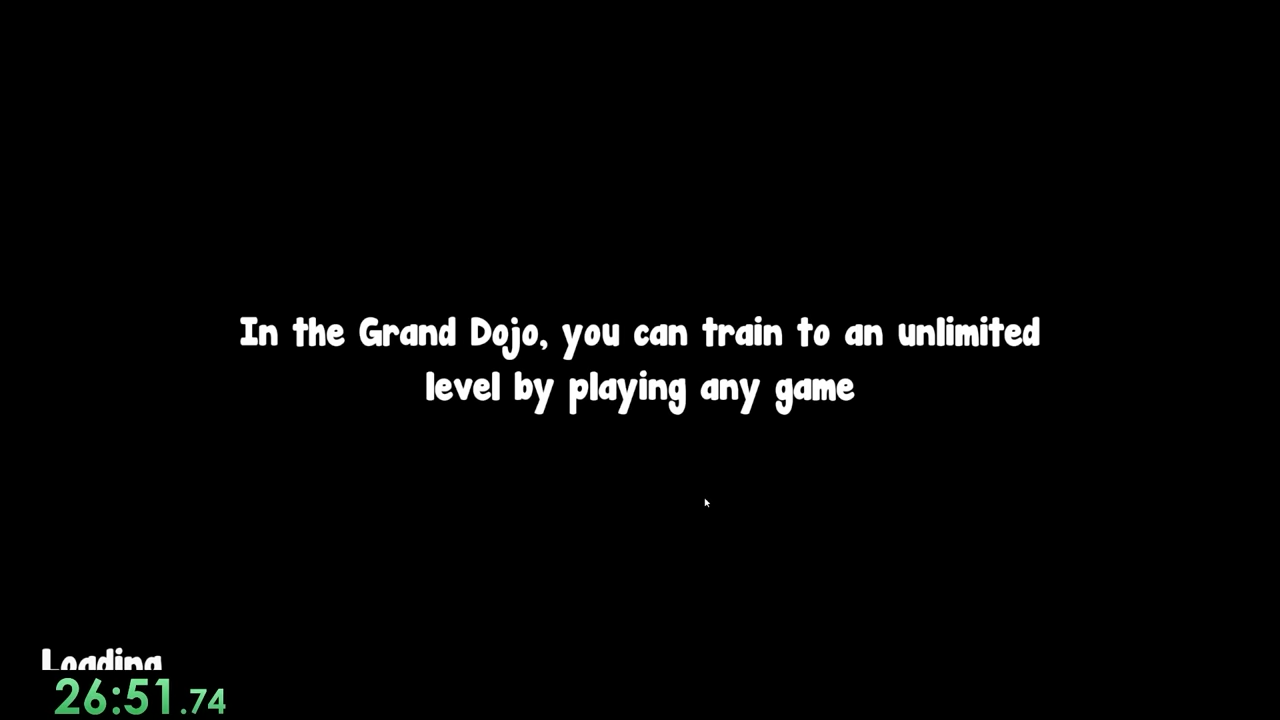 In the Grand Dojo, you can train to an unlimited
level by playing any game
Loading
26:51.74